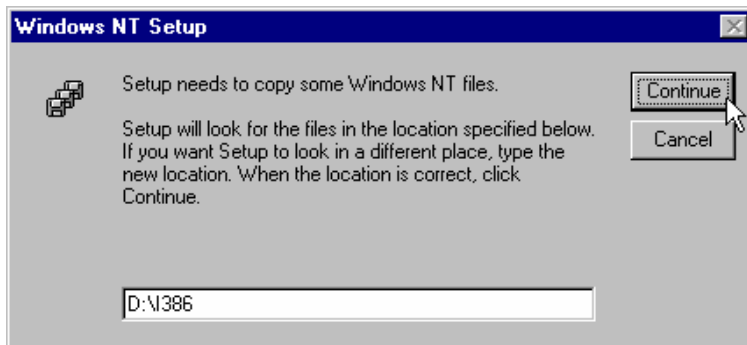 Windows NT Setup
Setup needs to copy some Windows NT files.
Continue
Setup will look for the files in the location specified below.
If you want Setup to look in a different place, type the
new location. When the location is correct, click
Continue.
Cancel
D:\I386